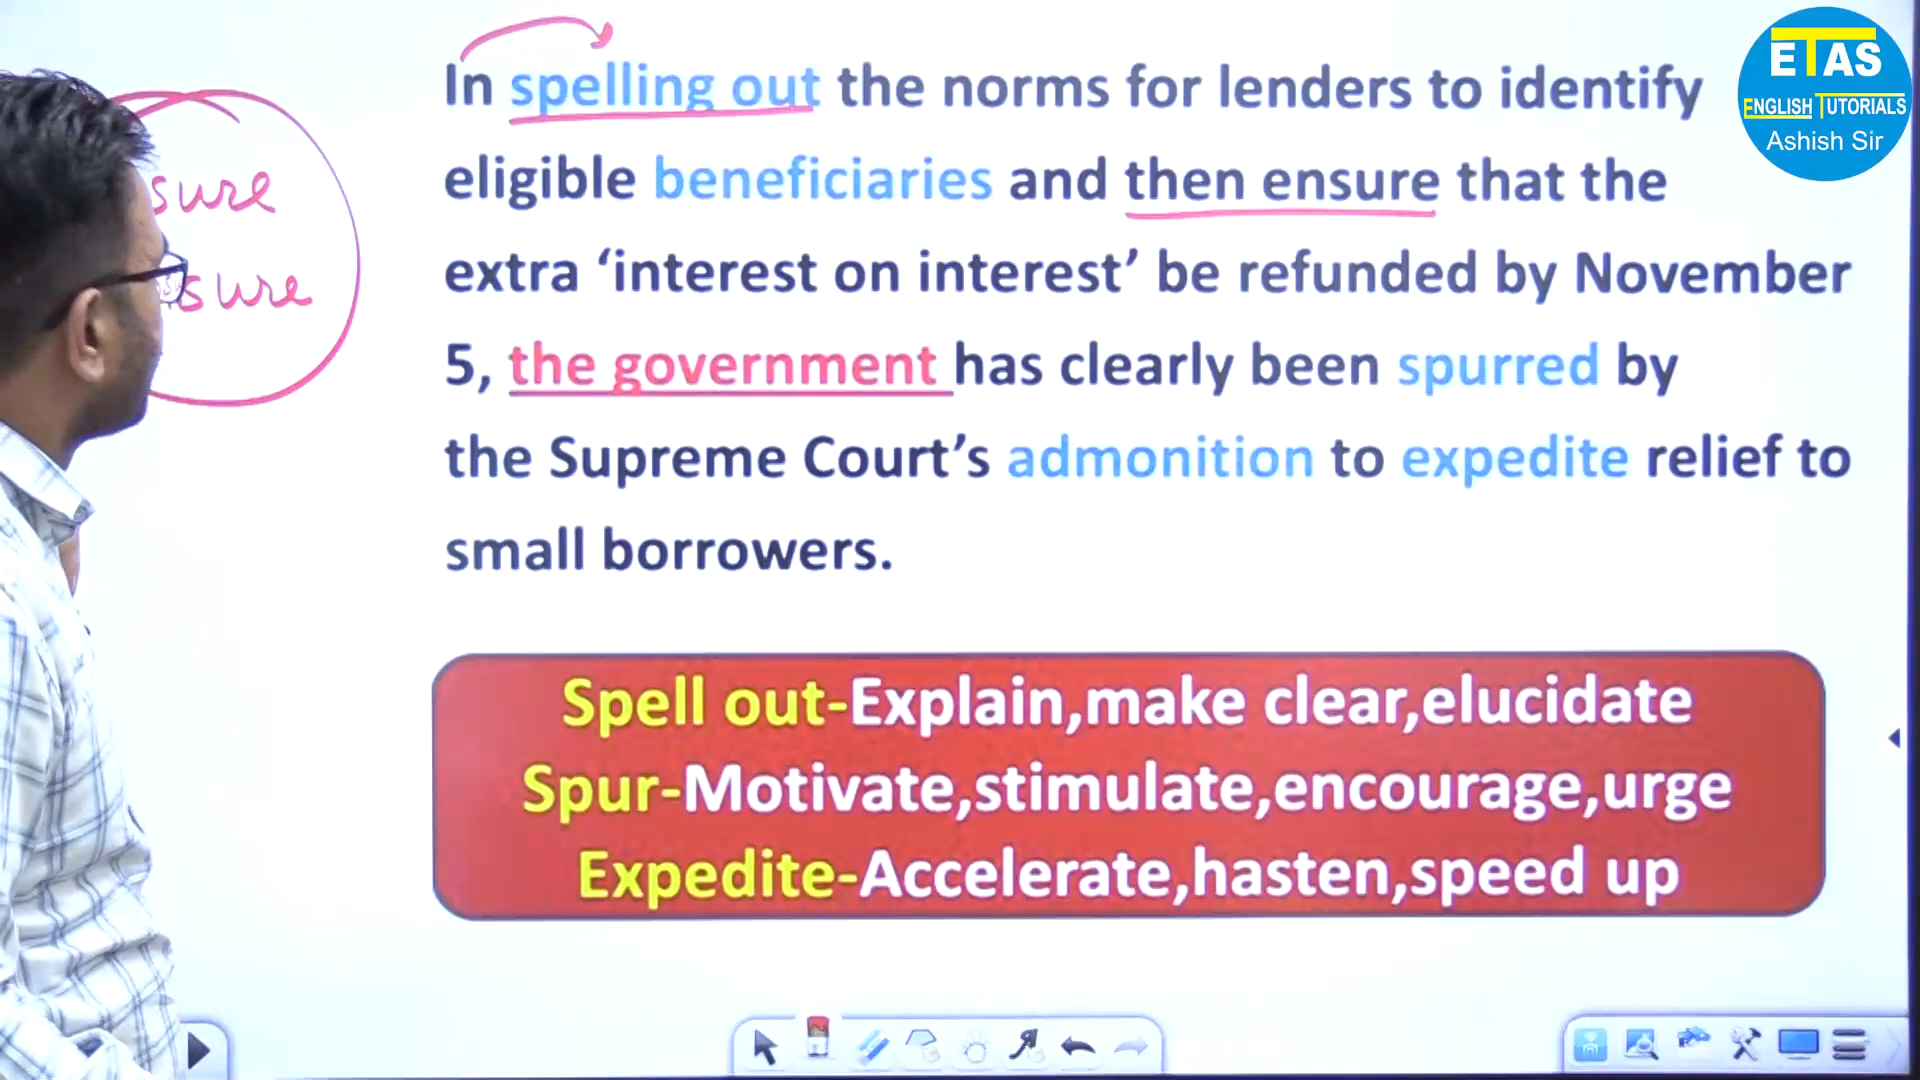 In spelling out the norms for lenders to identify
eligible beneficiaries and then ensure that the
extra ‘interest on interest’ be refunded by November
5, the government has clearly been spurred by
the Supreme Court’s admonition to expedite relief to
small borrowers.
Spell out-Explain,make clear,elucidate
Spur-Motivate,stimulate,encourage,urge
Expedite-Accelerate,hasten,speed up
sure
sure
ETAS
ENGLISH TUTORIALS
Ashish Sir